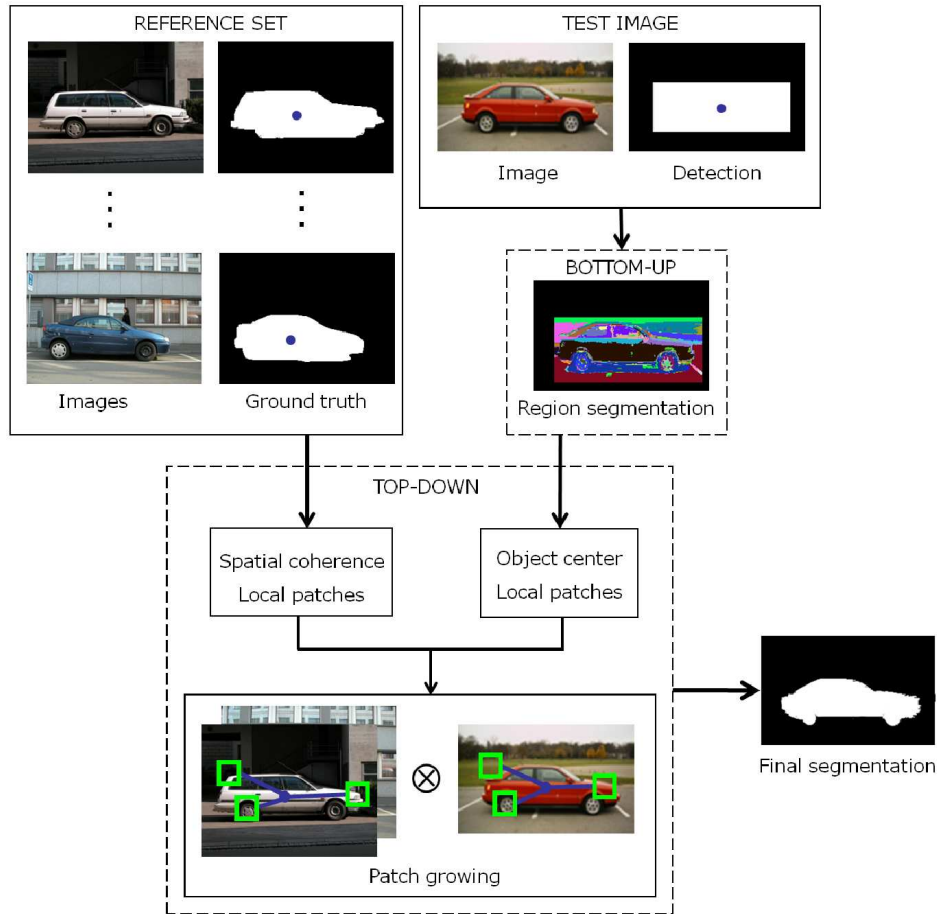 REFERENCE SET
Images
Ground truth
TEST IMAGE
Image
Detection
BOTTOM-UP
Region segmentation
TOP-DOWN
Spatial coherence
Local patches
Object center
Local patches
Patch growing
Final segmentation